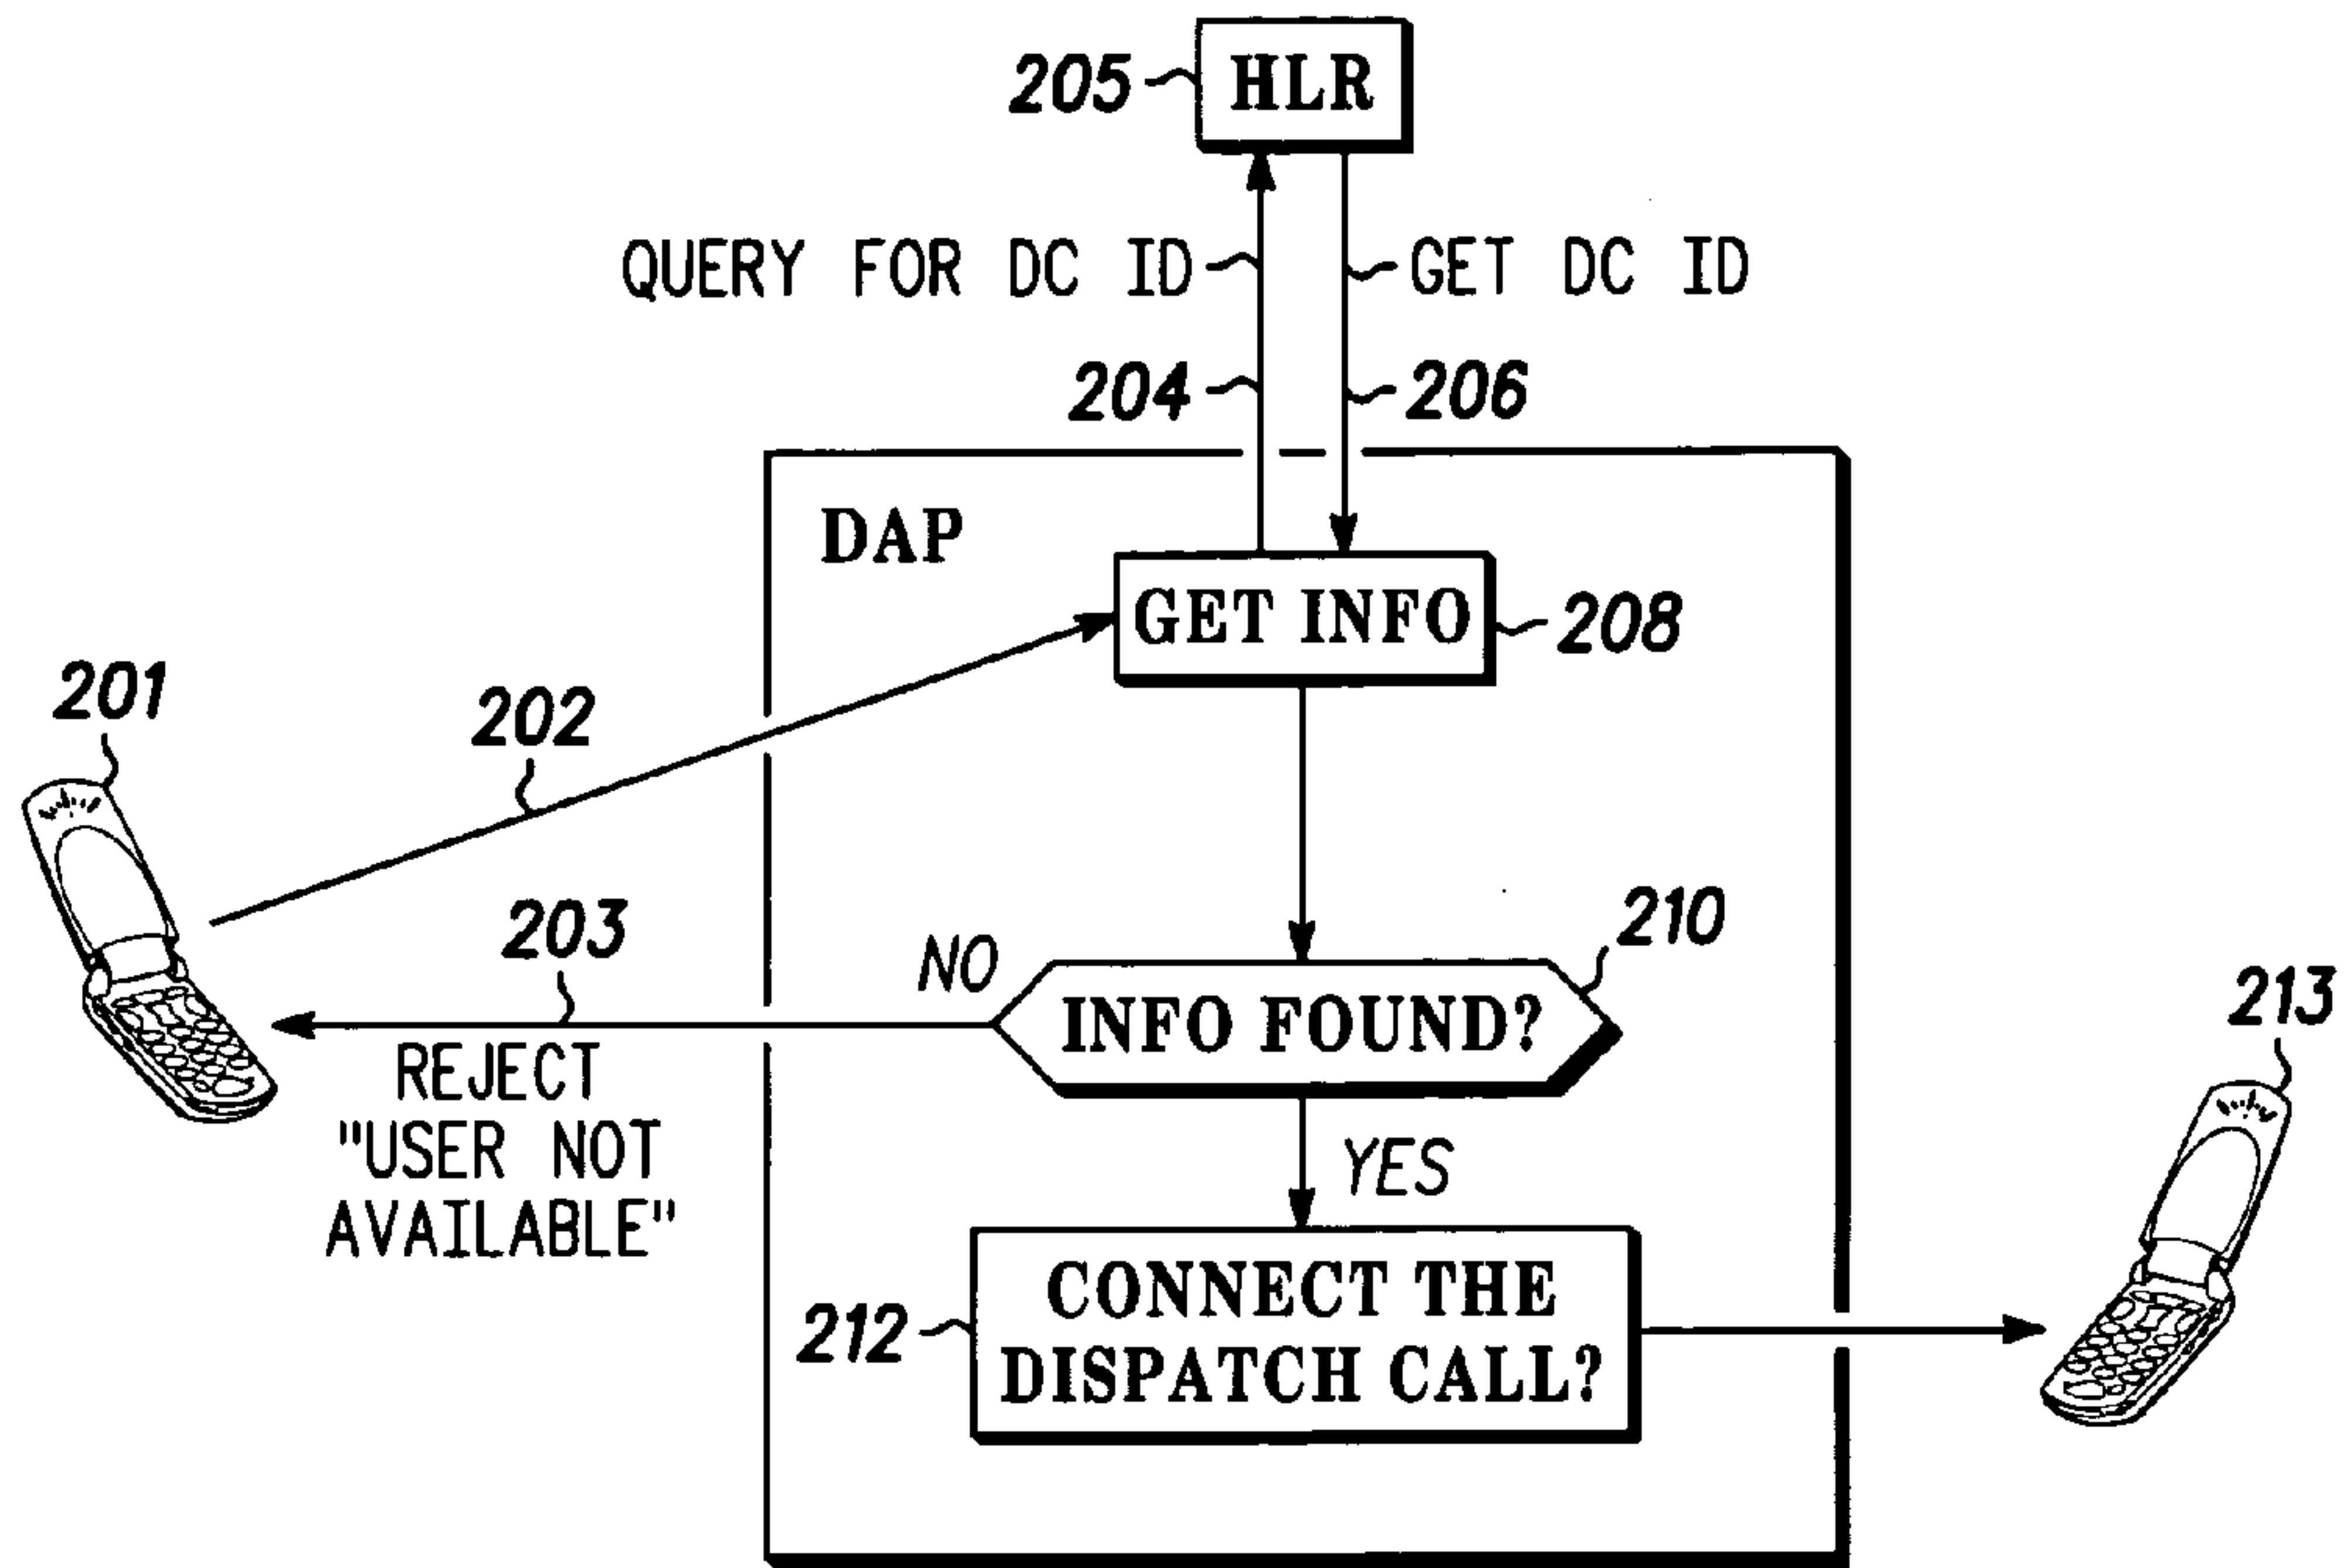 205
HLR
QUERY FOR DC ID
GET DC ID
204
206
DAP
GET INFO
208
201
202
203
NO
210
INFO FOUND?
213
REJECT
"USER NOT
AVAILABLE"
YES
212
CONNECT THE
DISPATCH CALL?